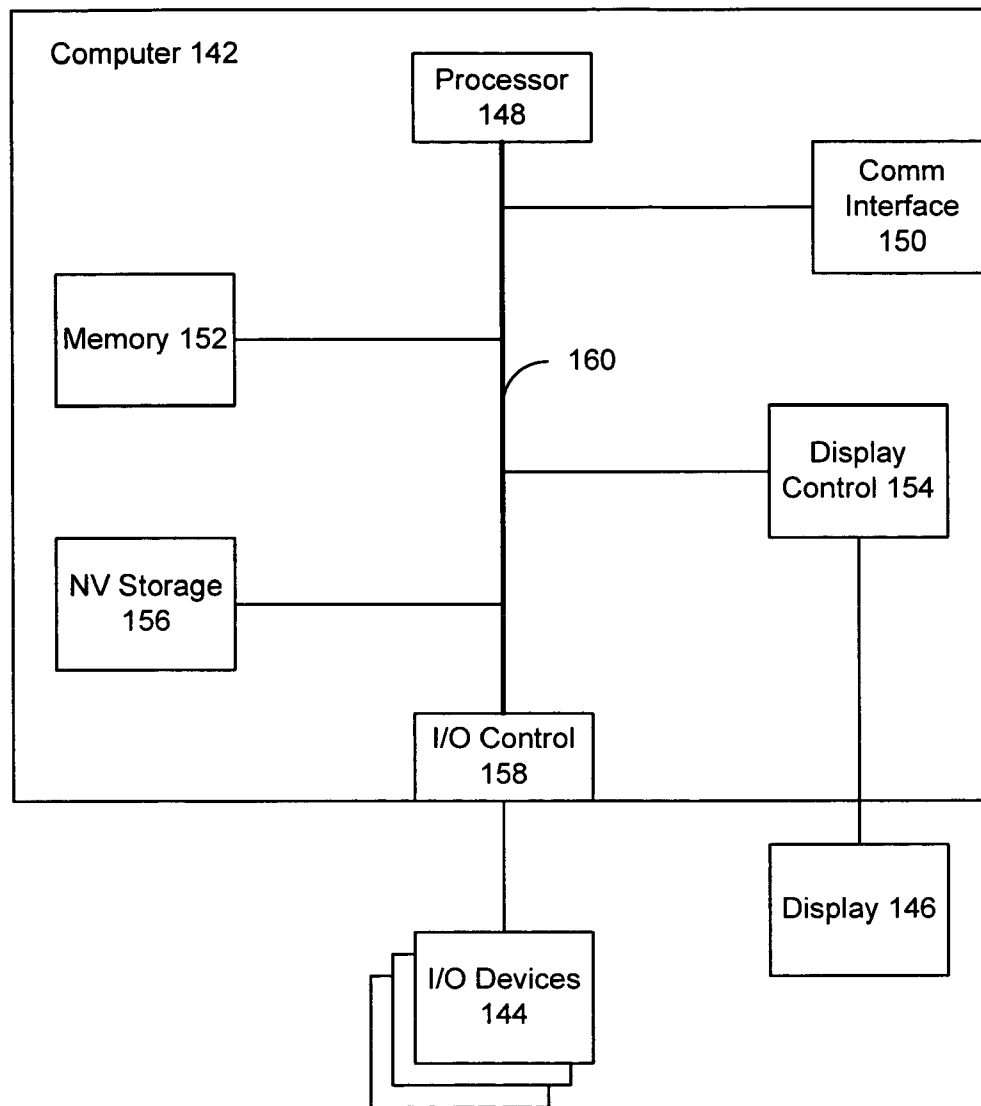 Computer 142
Processor
148
Comm
Interface
150
Memory 152
160
Display
Control 154
NV Storage
156
I/O Control
158
Display 146
I/O Devices
144